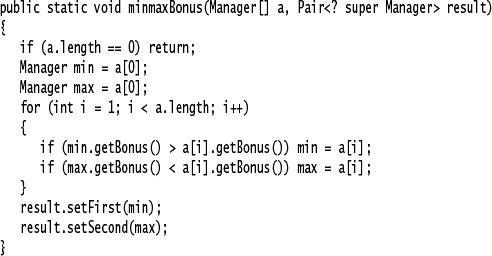 public static void minmaxBonus(Manager[] a, Pair<? super Manager> result)
{
if (a.length == 0) return;
Manager min = a[0];
Manager max = a[0];
for (int i = 1; i < a.length; i++)
{
if (min.getBonus() > a[i].getBonus()) min = a[i];
if (max.getBonus() < a[i].getBonus()) max = a[i];
}
result.setFirst(min);
result.setSecond(max);
}